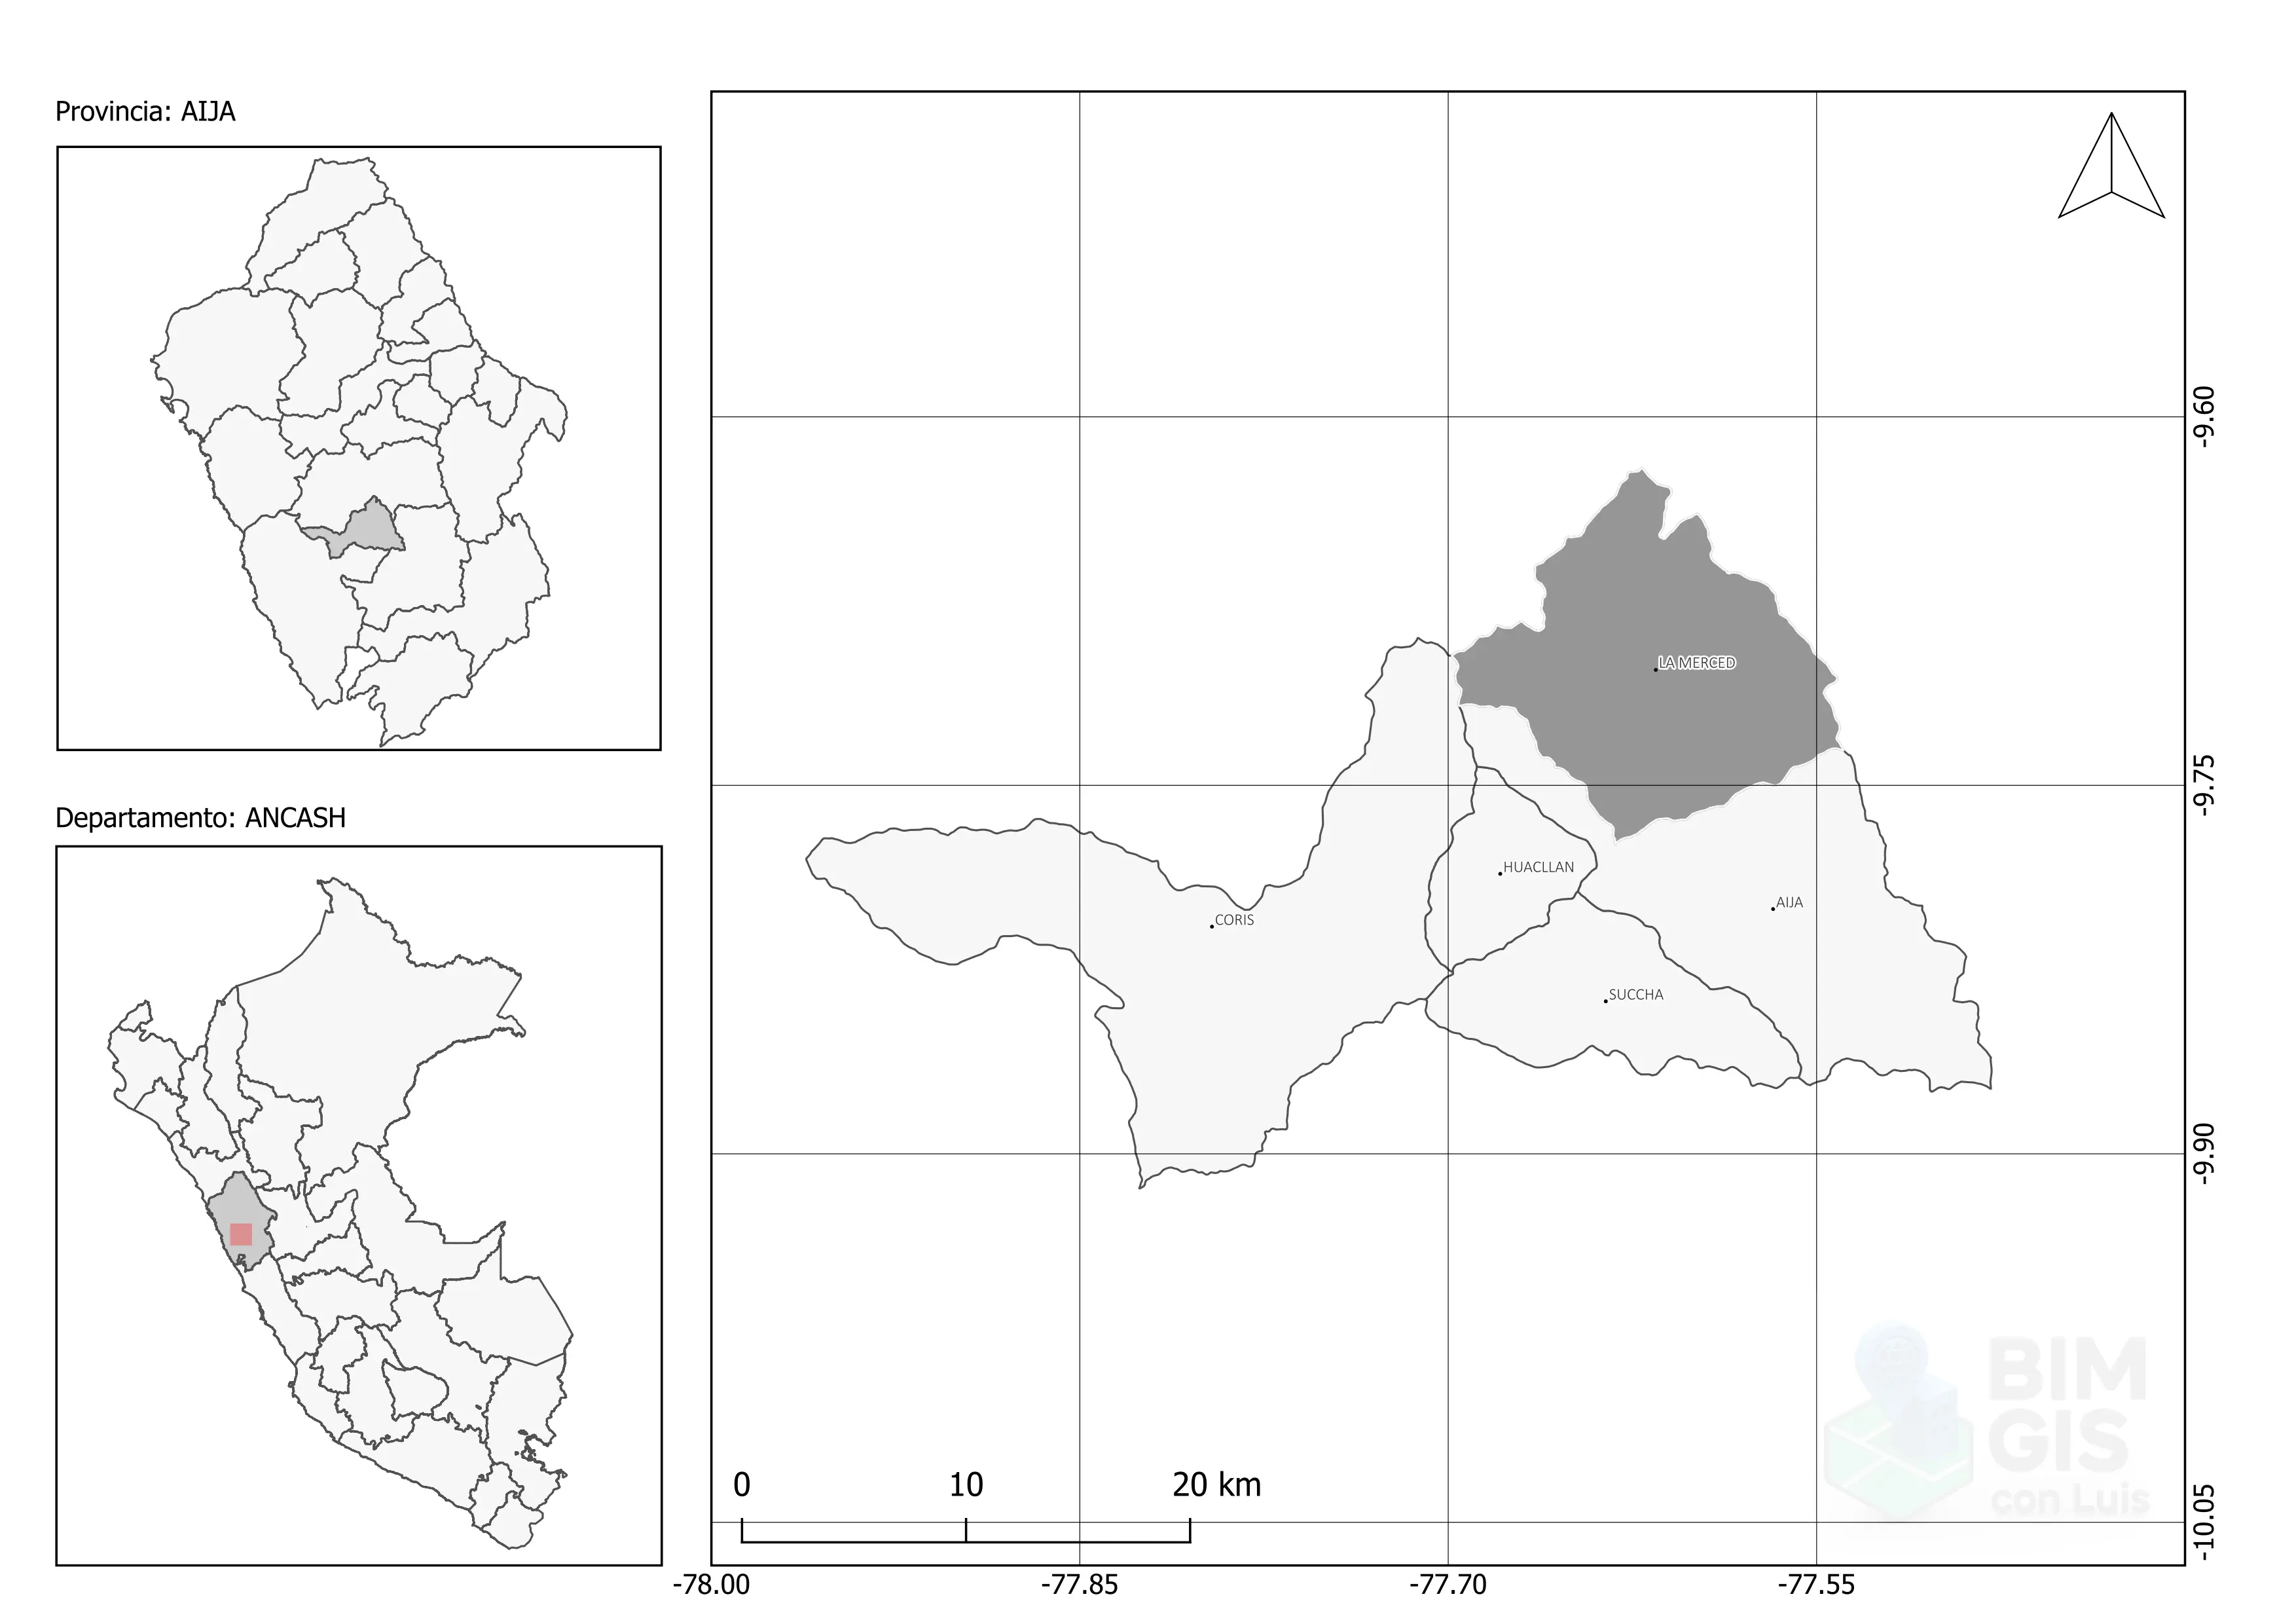 Provincia: AIJA
Departamento: ANCASH
LA MERCED
HUACLLAN
AIJA
CORIS
SUCCHA
-9.60
-9.75
-9.90
-10.05
0 10 20 km
-78.00 -77.85 -77.70 -77.55
BIM
GIS
con Luis